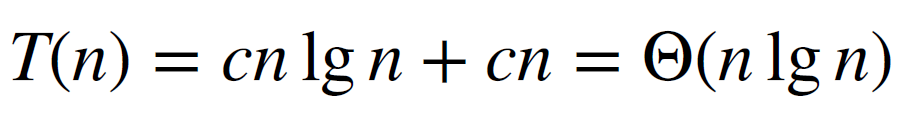 T(n) = cn lg n + cn = Θ(n lg n)